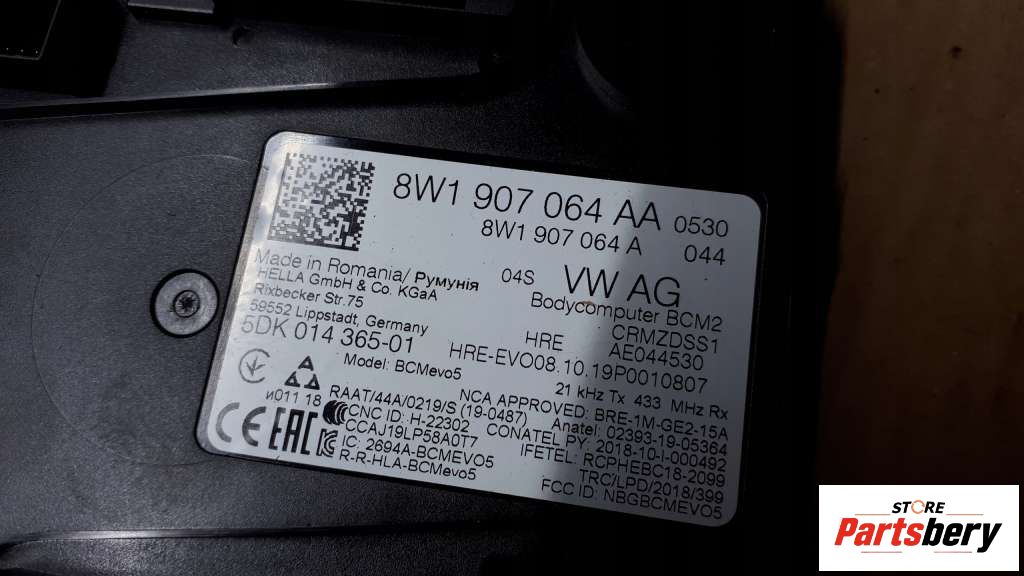 8W1 907 064 AA 0530
8W1 907 064 A 044
Made in Romania/ Румунія 04S VW AG
HELLA GmbH & Co. KGaA Bodycomputer BCM2
Rixbecker Str.75
59552 Lippstadt, Germany HRE CRMZDSS1
5DK 014 365-01 AE044530
HRE-EVO08.10.19P0010807
Model: BCMevo5 21 kHz Tx 433 MHz Rx
и011 18
RAAT/44A/0219/S (19-0487) NCA APPROVED: BRE-1M-GE2-15A
CNC ID: H-22302 Anatel: 02393-19-05364
CCAJ19LP58A0T7 CONATEL PY: 2018-10-I-000492
IC: 2694A-BCMEVO5 IFETEL: RCPHEBC18-2099
R-R-HLA-BCMevo5 TRC/LPD/2018/399
FCC ID: NBGBCMEVO5
CE EAC
STORE
Partsbery